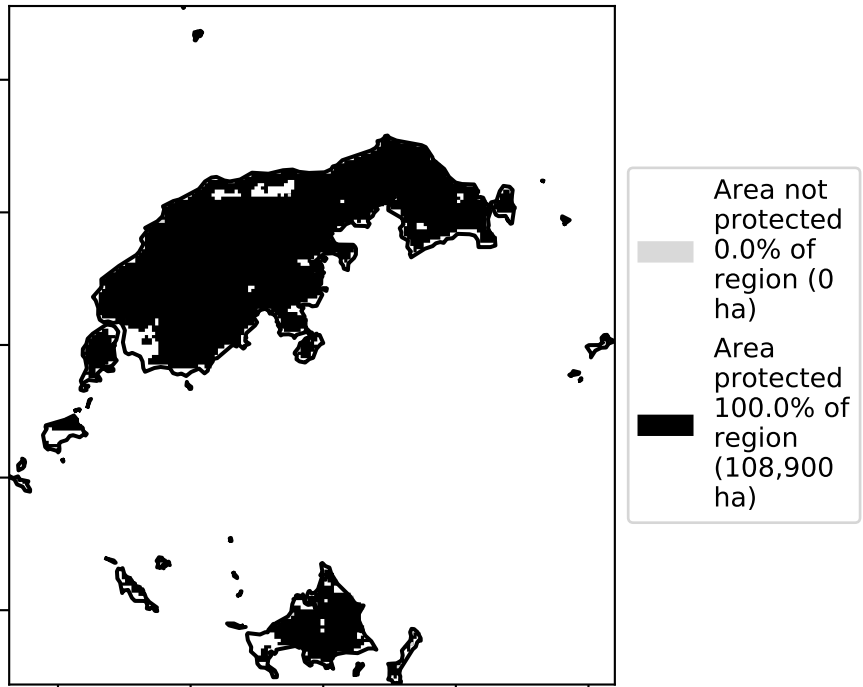 Area not
protected
0.0% of
region (0
ha)
Area
protected
100.0% of
region
(108,900
ha)